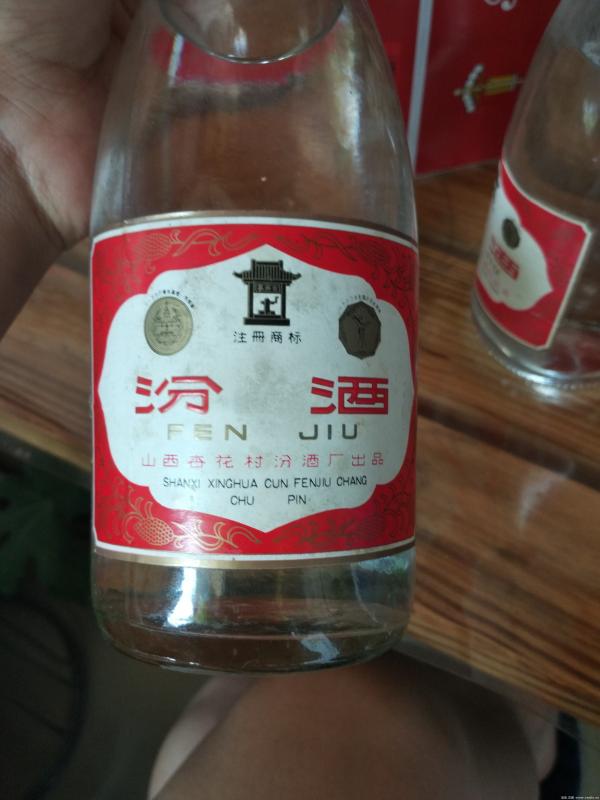 注冊商标
汾酒
FEN JIU
山西杏花村汾酒厂出品
SHANXI XINGHUA CUN FENJIU CHANG
CHU PIN